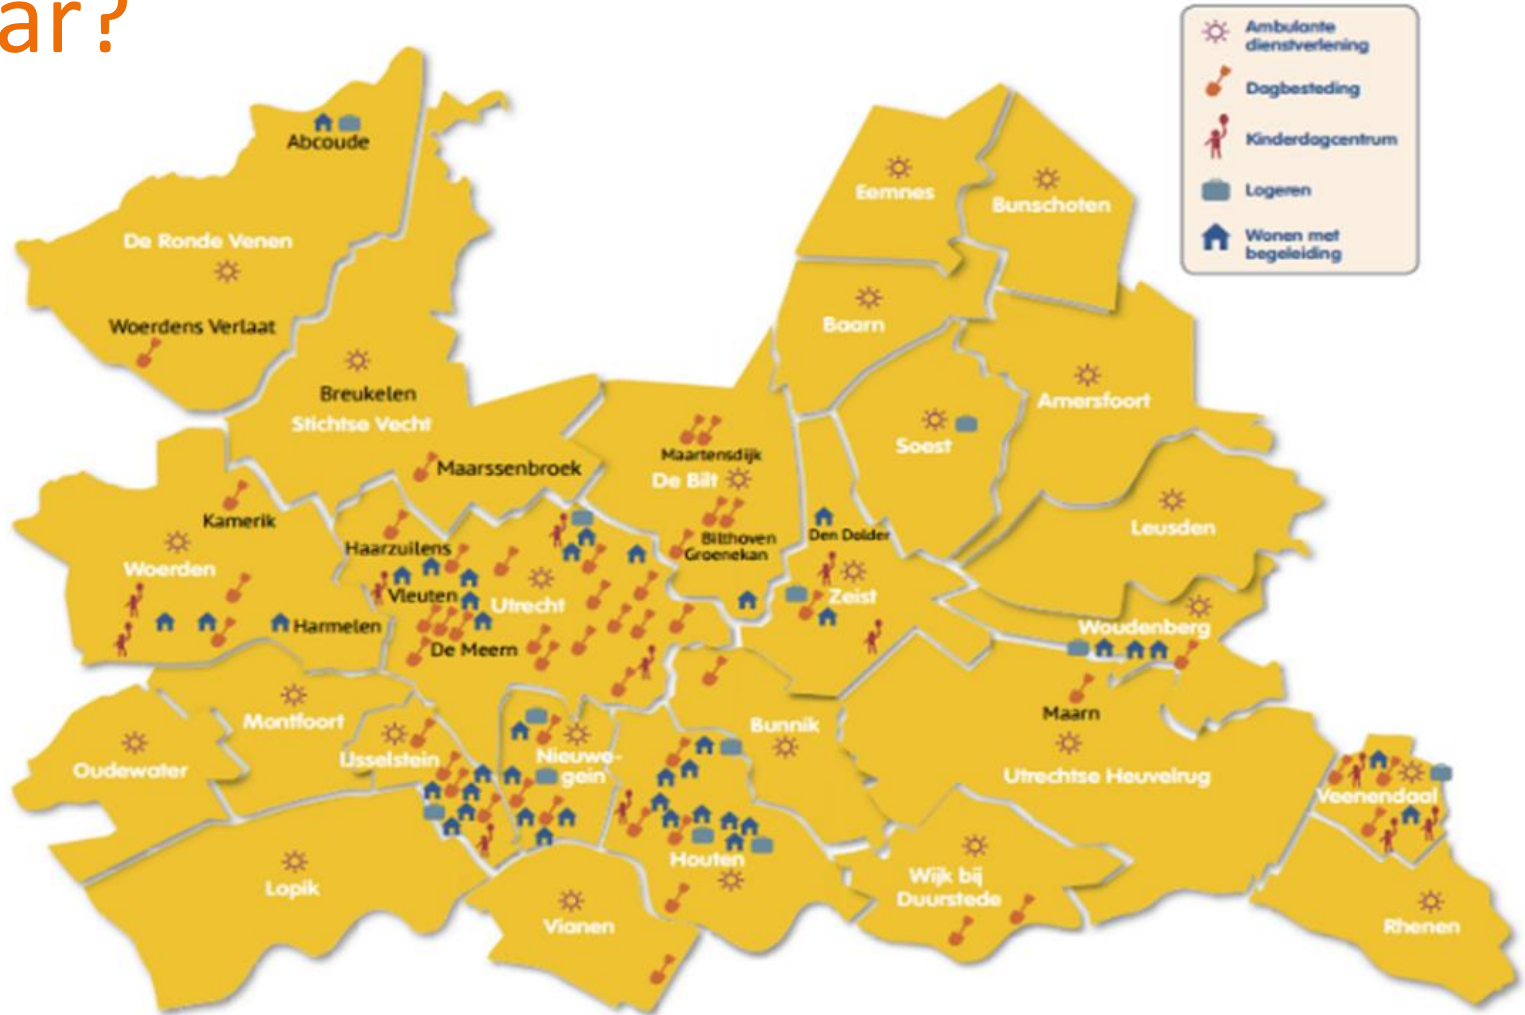 ar?
Ambulante
dienstverlening
Dagbesteding
Kinderdagcentrum
Logeren
Wonen met
begeleiding
Abcoude
De Ronde Venen
Woerdens Verlaat
Eemnes
Bunschoten
Baarn
Breukelen
Stichtse Vecht
Maarssenbroek
Maartensdijk
De Bilt
Bilthoven
Groenekan
Soest
Amersfoort
Leusden
Kamerik
Woerden
Harmelen
Haarzuilens
Vleuten
Utrecht
De Meern
Den Dolder
Zeist
Woudenberg
Maarn
Utrechtse Heuvelrug
Montfoort
Oudewater
IJsselstein
Nieuwe-
gein
Bunnik
Houten
Veenendaal
Lopik
Vianen
Wijk bij
Duurstede
Rhenen